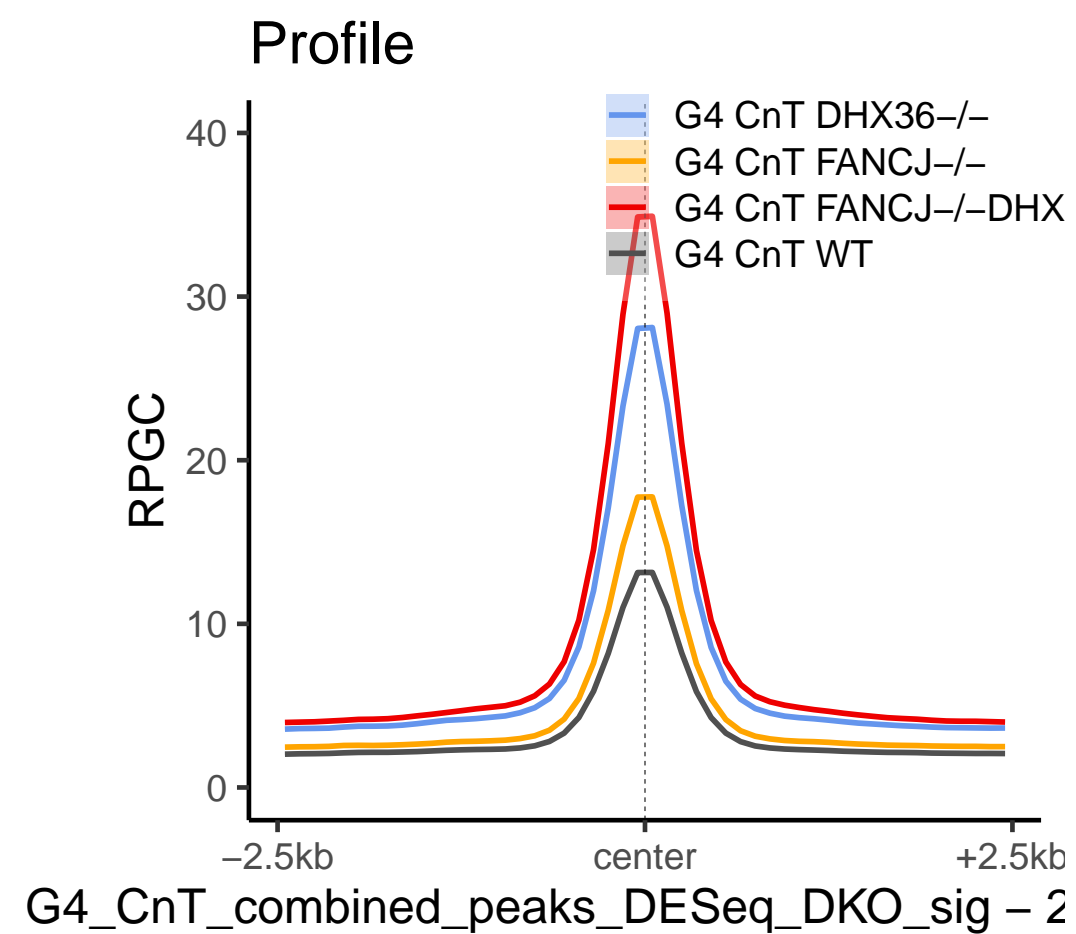 Profile
G4 CnT DHX36−/−
G4 CnT FANCJ−/−
G4 CnT FANCJ−/−DHX
G4 CnT WT
40
30
20
10
0
RPGC
−2.5kb
center
+2.5kb
G4_CnT_combined_peaks_DESeq_DKO_sig − 2